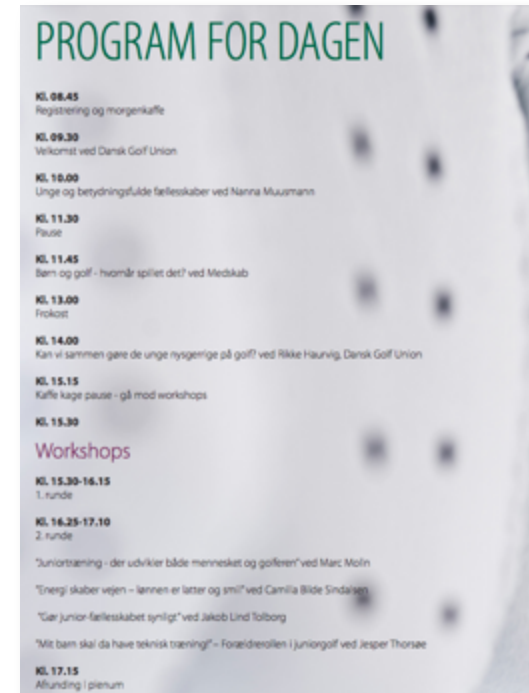 PROGRAM FOR DAGEN
Kl. 08.45
Registrering og morgenkaffe
Kl. 09.30
Velkomst ved Dansk Golf Union
Kl. 10.00
Unge og betydningsfulde fællesskaber ved Nanna Muusmann
Kl. 11.30
Pause
Kl. 11.45
Børn og golf - hvornår spillet det? ved Medskab
Kl. 13.00
Frokost
Kl. 14.00
Kan vi sammen gøre de unge nysgerrige på golf? ved Rikke Haurvig, Dansk Golf Union
Kl. 15.15
Kaffe kage pause - gå mod workshops
Kl. 15.30
Workshops
Kl. 15.30-16.15
1. runde
Kl. 16.25-17.10
2. runde
"Juniortræning - der udvikler både mennesket og golferen" ved Marc Molin
"Energi skaber vejen – lønnen er latter og smil" ved Camilla Bilde Sindalsen
"Gør junior-fællesskabet synligt" ved Jakob Lind Tolborg
"Mit barn skal da have teknisk træning!" – Forældrerollen i juniorgolf ved Jesper Thorsøe
Kl. 17.15
Afrunding i plenum